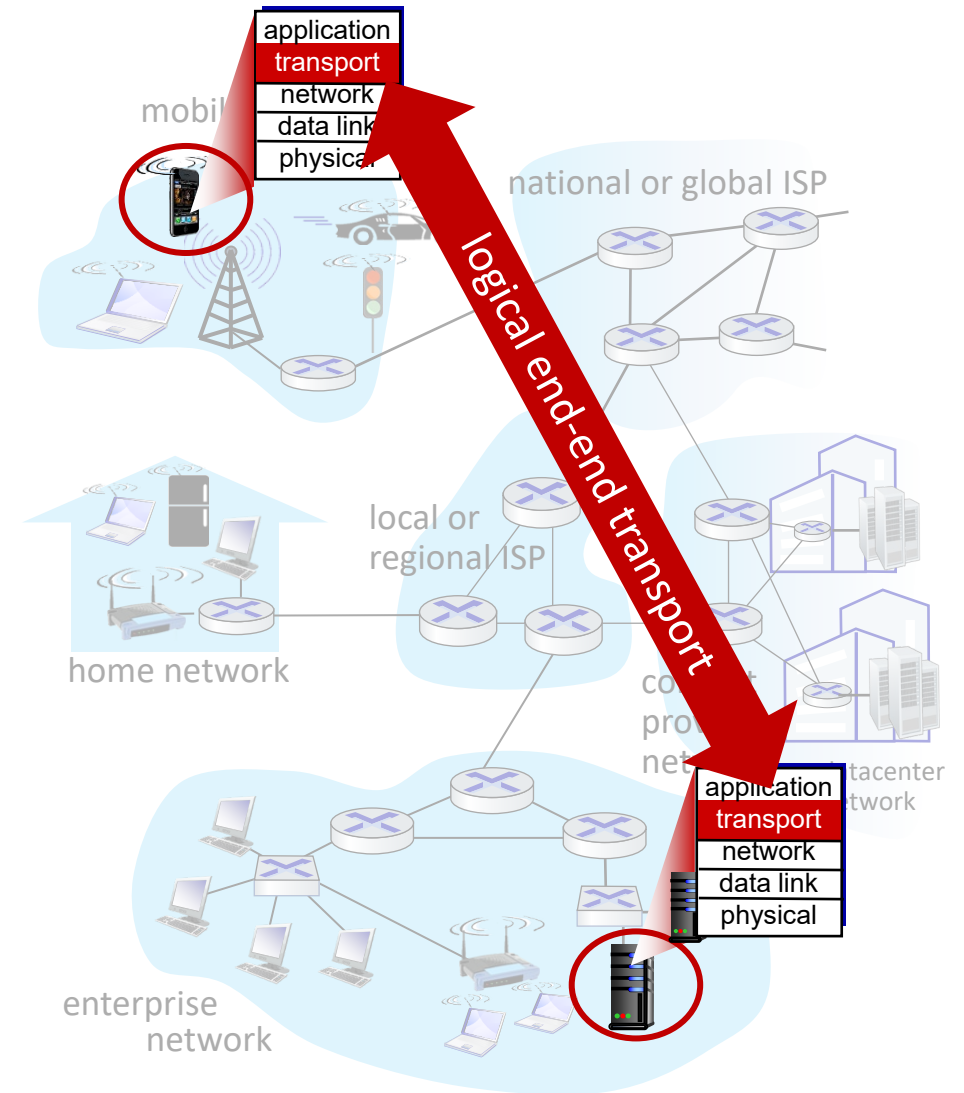 application
transport
network
data link
physical
mobil
national or global ISP
logical end-end transport
local or
regional ISP
home network
application
transport
network
data link
physical
enterprise
network